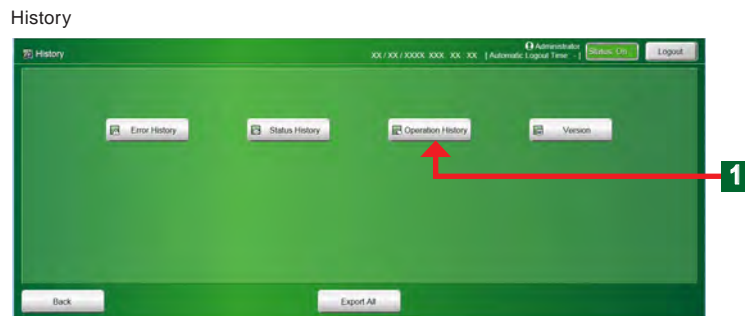 History
History XX / XX / XXXX XXX XX XX [ Automatic Logout Time: - ] Administrator Status: On Logout
Error History Status History Operation History Version
1
Back Export All